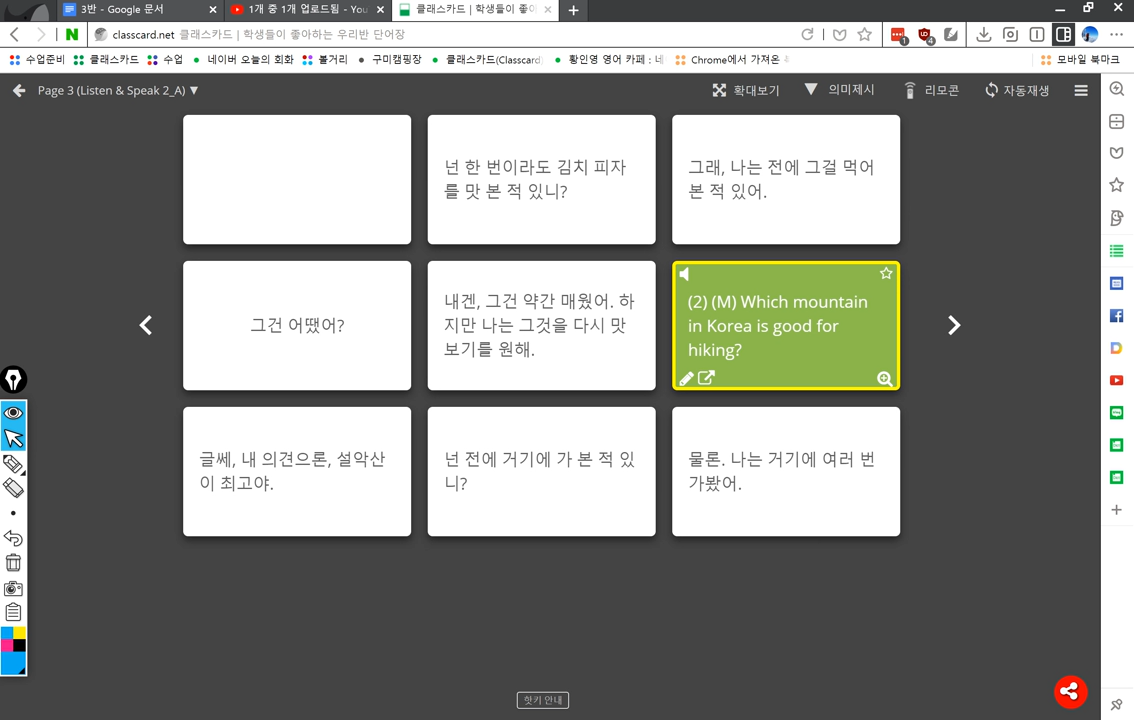 3반 - Google 문서
1개 중 1개 업로드됨 - You
클래스카드 | 학생들이 좋아
classcard.net 클래스카드 | 학생들이 좋아하는 우리반 단어장
수업준비 클래스카드 수업 네이버 오늘의 회화 볼거리 구미캠핑장 클래스카드(Classcard) 황인영 영어 카페 : 네 Chrome에서 가져온 모바일 북마크
Page 3 (Listen & Speak 2_A) ▼
확대보기 의미제시 리모콘 자동재생
넌 한 번이라도 김치 피자
를 맛 본 적 있니?
그래, 나는 전에 그걸 먹어
본 적 있어.
그건 어땠어?
내겐, 그건 약간 매웠어. 하
지만 나는 그것을 다시 맛
보기를 원해.
(2) (M) Which mountain
in Korea is good for
hiking?
글쎄, 내 의견으론, 설악산
이 최고야.
넌 전에 거기에 가 본 적 있
니?
물론. 나는 거기에 여러 번
가봤어.
핫키 안내